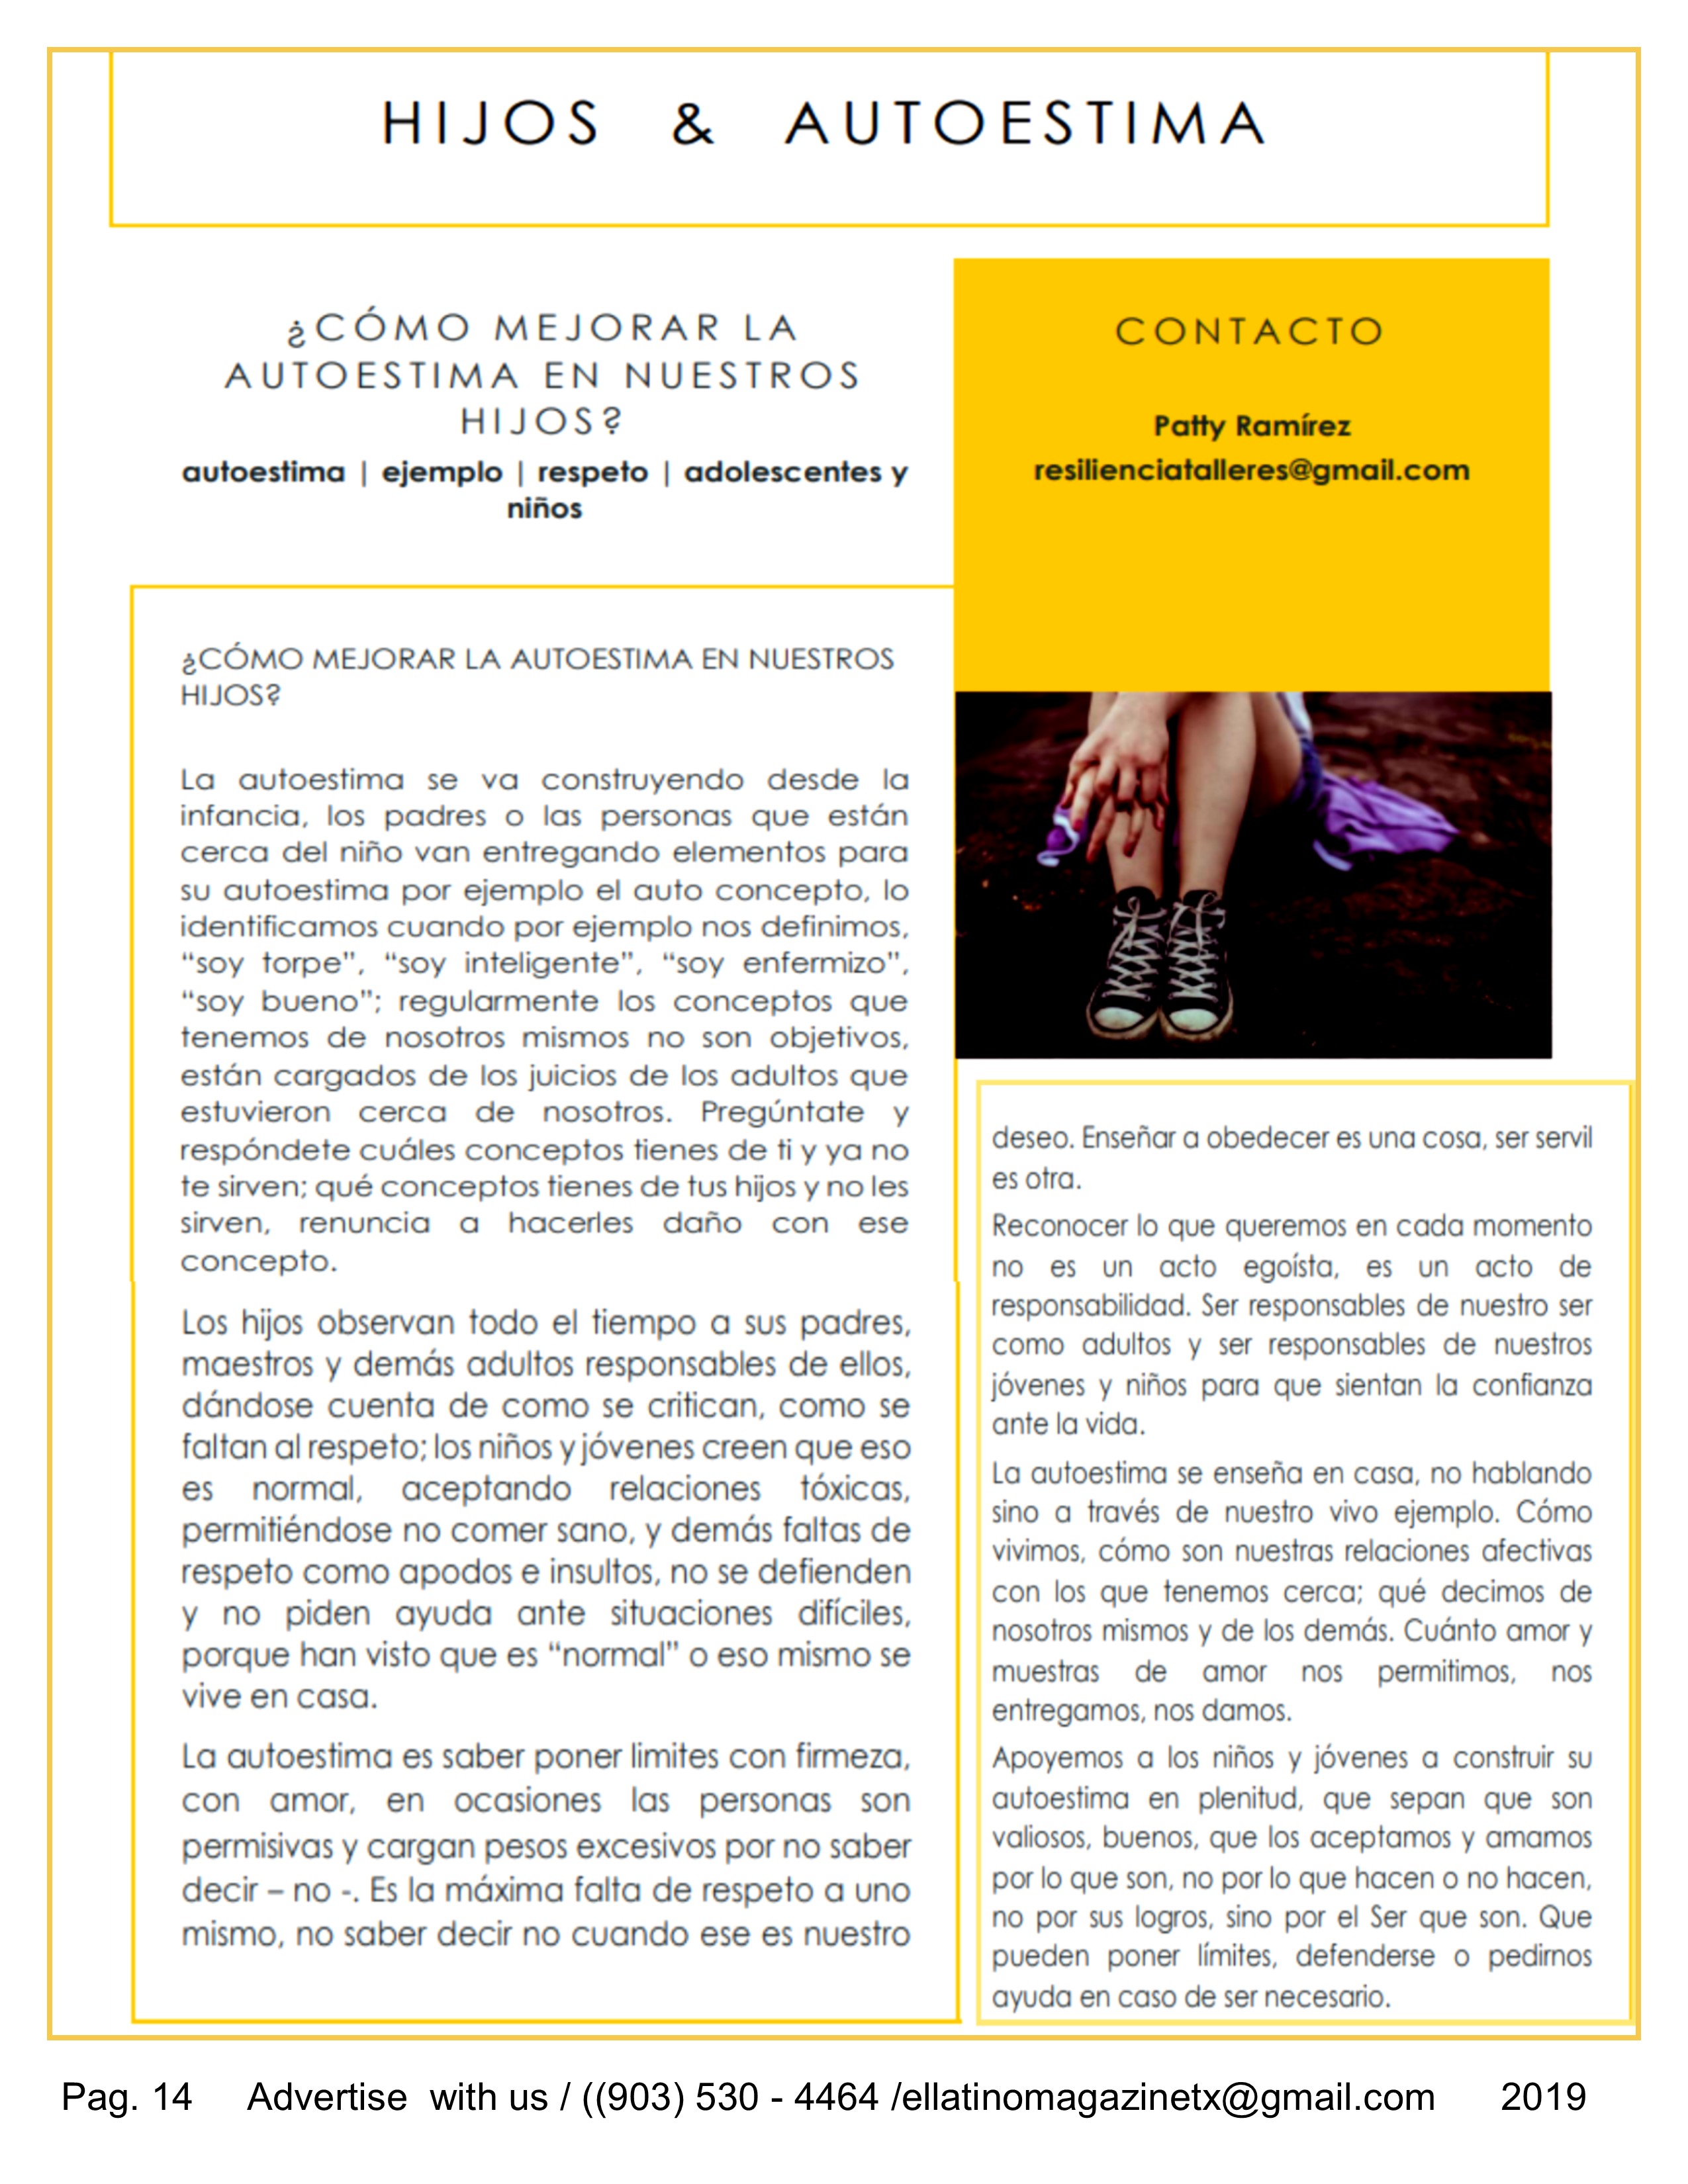 HIJOS & AUTOESTIMA
¿CÓMO MEJORAR LA
AUTOESTIMA EN NUESTROS
HIJOS?
autoestima | ejemplo | respeto | adolescentes y
niños
CONTACTO
Patty Ramírez
resilienciatalleres@gmail.com
¿CÓMO MEJORAR LA AUTOESTIMA EN NUESTROS
HIJOS?
La autoestima se va construyendo desde la
infancia, los padres o las personas que están
cerca del niño van entregando elementos para
su autoestima por ejemplo el auto concepto, lo
identificamos cuando por ejemplo nos definimos,
“soy torpe”, “soy inteligente”, “soy enfermizo”,
“soy bueno”; regularmente los conceptos que
tenemos de nosotros mismos no son objetivos,
están cargados de los juicios de los adultos que
estuvieron cerca de nosotros. Pregúntate y
respóndete cuáles conceptos tienes de ti y ya no
te sirven; qué conceptos tienes de tus hijos y no les
sirven, renuncia a hacerles daño con ese
concepto.
Los hijos observan todo el tiempo a sus padres,
maestros y demás adultos responsables de ellos,
dándose cuenta de como se critican, como se
faltan al respeto; los niños y jóvenes creen que eso
es normal, aceptando relaciones tóxicas,
permitiéndose no comer sano, y demás faltas de
respeto como apodos e insultos, no se defienden
y no piden ayuda ante situaciones difíciles,
porque han visto que es “normal” o eso mismo se
vive en casa.
La autoestima es saber poner limites con firmeza,
con amor, en ocasiones las personas son
permisivas y cargan pesos excesivos por no saber
decir – no -. Es la máxima falta de respeto a uno
mismo, no saber decir no cuando ese es nuestro
deseo. Enseñar a obedecer es una cosa, ser servil
es otra.
Reconocer lo que queremos en cada momento
no es un acto egoísta, es un acto de
responsabilidad. Ser responsables de nuestro ser
como adultos y ser responsables de nuestros
jóvenes y niños para que sientan la confianza
ante la vida.
La autoestima se enseña en casa, no hablando
sino a través de nuestro vivo ejemplo. Cómo
vivimos, cómo son nuestras relaciones afectivas
con los que tenemos cerca; qué decimos de
nosotros mismos y de los demás. Cuánto amor y
muestras de amor nos permitimos, nos
entregamos, nos damos.
Apoyemos a los niños y jóvenes a construir su
autoestima en plenitud, que sepan que son
valiosos, buenos, que los aceptamos y amamos
por lo que son, no por lo que hacen o no hacen,
no por sus logros, sino por el Ser que son. Que
pueden poner límites, defenderse o pedirnos
ayuda en caso de ser necesario.
Pag. 14 Advertise with us / ((903) 530 - 4464 /ellatinomagazinetx@gmail.com 2019